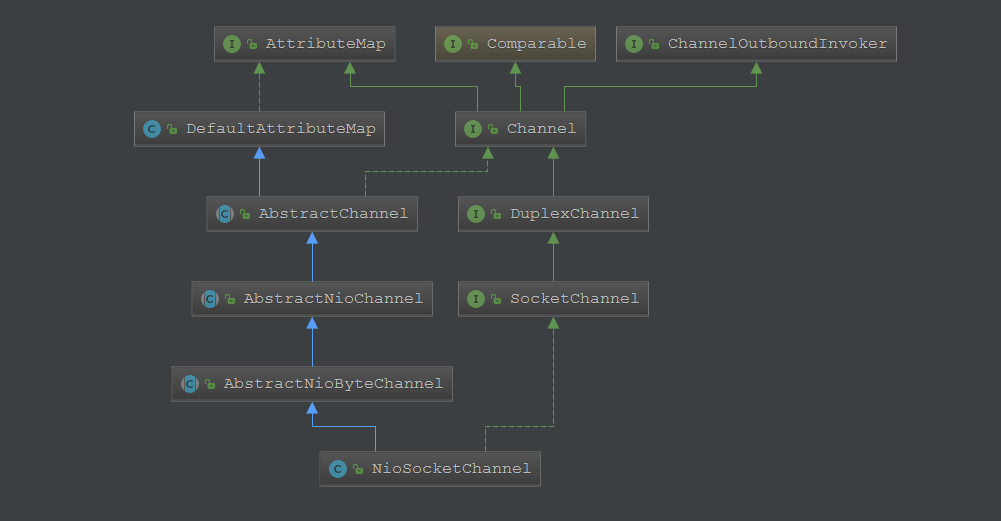 I AttributeMap
I Comparable
I ChannelOutboundInvoker
C DefaultAttributeMap
I Channel
C AbstractChannel
I DuplexChannel
C AbstractNioChannel
I SocketChannel
C AbstractNioByteChannel
C NioSocketChannel